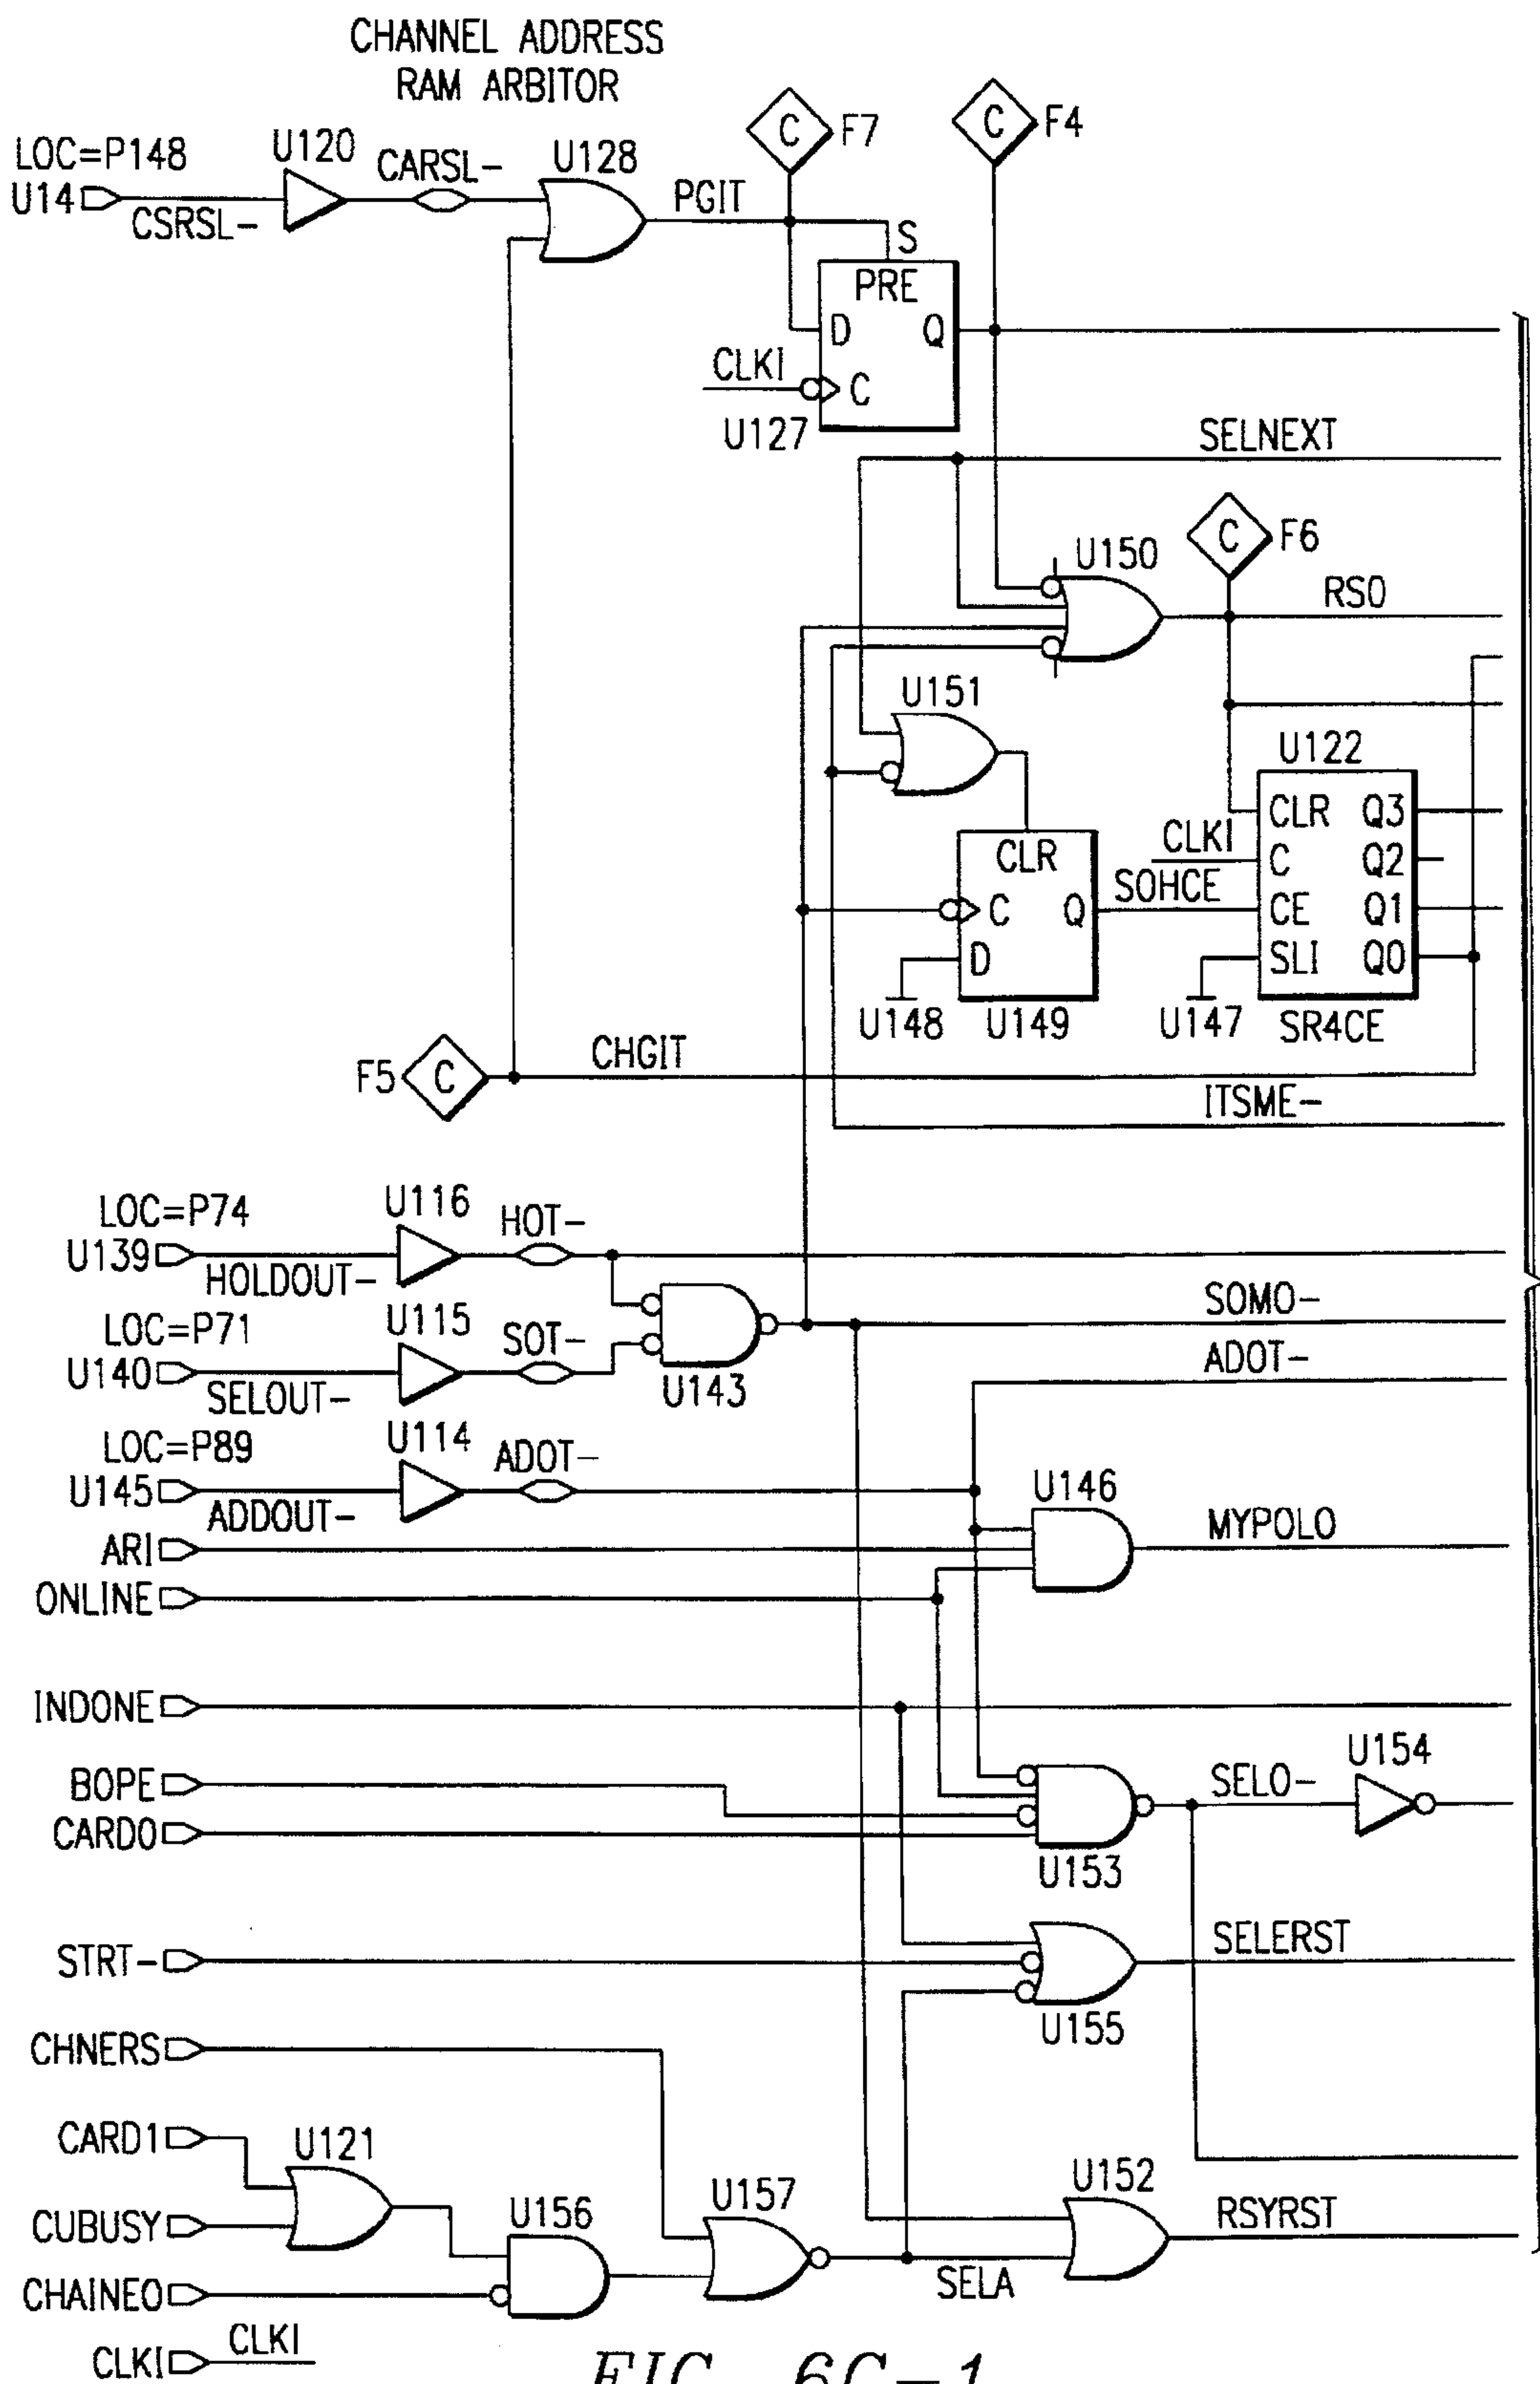 CHANNEL ADDRESS
RAM ARBITOR
C F7
C F4
LOC=P148
U120
CARSL-
U128
U14
CSRSL-
PGIT
S
PRE
D Q
CLKI
C
U127
SELNEXT
C F6
U150
RS0
U151
U122
CLR Q3
CLKI
C Q2
CLR
SOHCE
C Q
CE Q1
D
SLI Q0
U148 U149
U147 SR4CE
F5 C
CHGIT
ITSME-
LOC=P74
U116
HOT-
U139
HOLDOUT-
LOC=P71
U115
SOT-
SOMO-
U140
SELOUT-
U143
ADOT-
LOC=P89
U114
ADOT-
U145
ADDOUT-
U146
MYPOLO
ARI
ONLINE
INDONE
BOPE
SELO-
U154
CARD0
U153
STRT-
SELERST
U155
CHNERS
CARD1
U121
CUBUSY
U156
U157
U152
RSYRST
CHAINEO
SELA
CLKI
CLKI
FIG. 6C-1